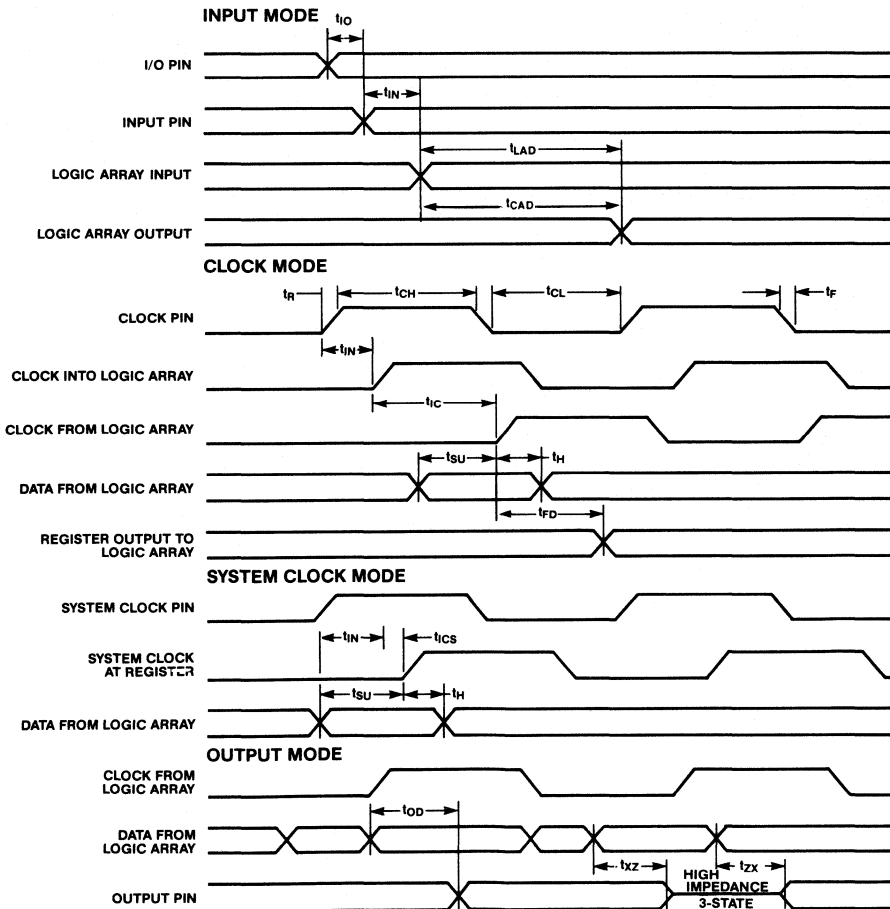 INPUT MODE
tIO
I/O PIN
tIN
INPUT PIN
tLAD
LOGIC ARRAY INPUT
tCAD
LOGIC ARRAY OUTPUT
CLOCK MODE
tR
tCH
tCL
tF
CLOCK PIN
tIN
CLOCK INTO LOGIC ARRAY
tIC
CLOCK FROM LOGIC ARRAY
tSU
tH
DATA FROM LOGIC ARRAY
tFD
REGISTER OUTPUT TO
LOGIC ARRAY
SYSTEM CLOCK MODE
SYSTEM CLOCK PIN
tIN
tICS
SYSTEM CLOCK
AT REGISTER
tSU
tH
DATA FROM LOGIC ARRAY
OUTPUT MODE
CLOCK FROM
LOGIC ARRAY
tOD
DATA FROM
LOGIC ARRAY
tXZ
tZX
HIGH
IMPEDANCE
3-STATE
OUTPUT PIN